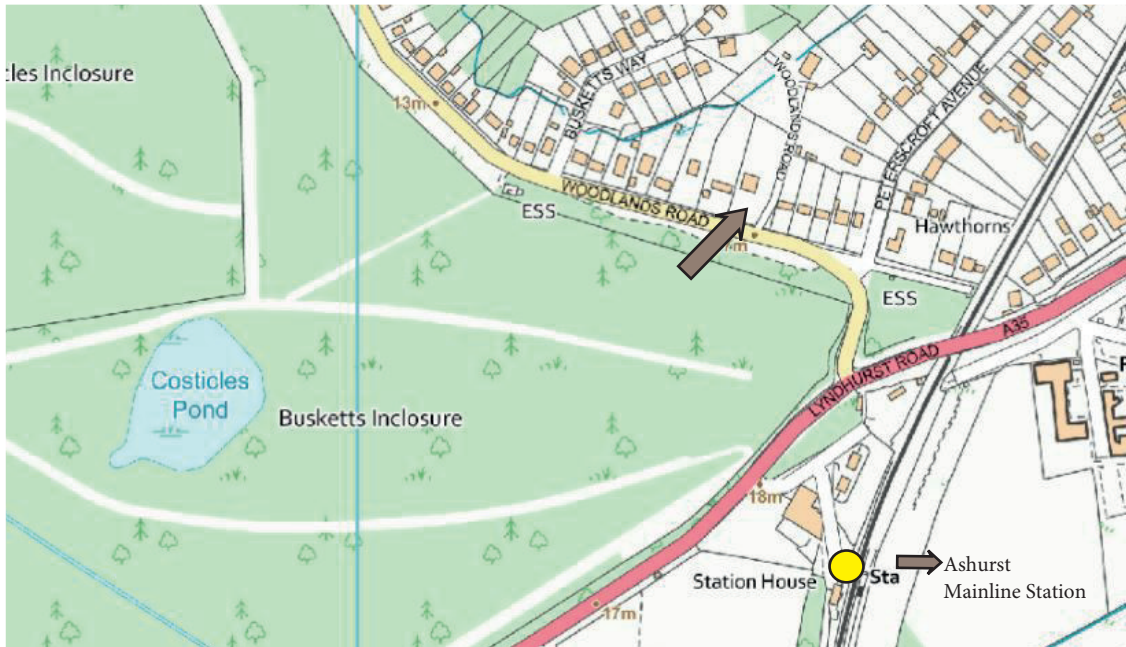 cles Inclosure
13m
BUSKETTS WAY
WOODLANDS ROAD
PETERSCROFT AVENUE
ESS
WOODLANDS ROAD
Hawthorns
ESS
A35
LYNDHURST ROAD
Costicles
Pond
Busketts Inclosure
18m
Station House
Sta
Ashurst
Mainline Station
17m